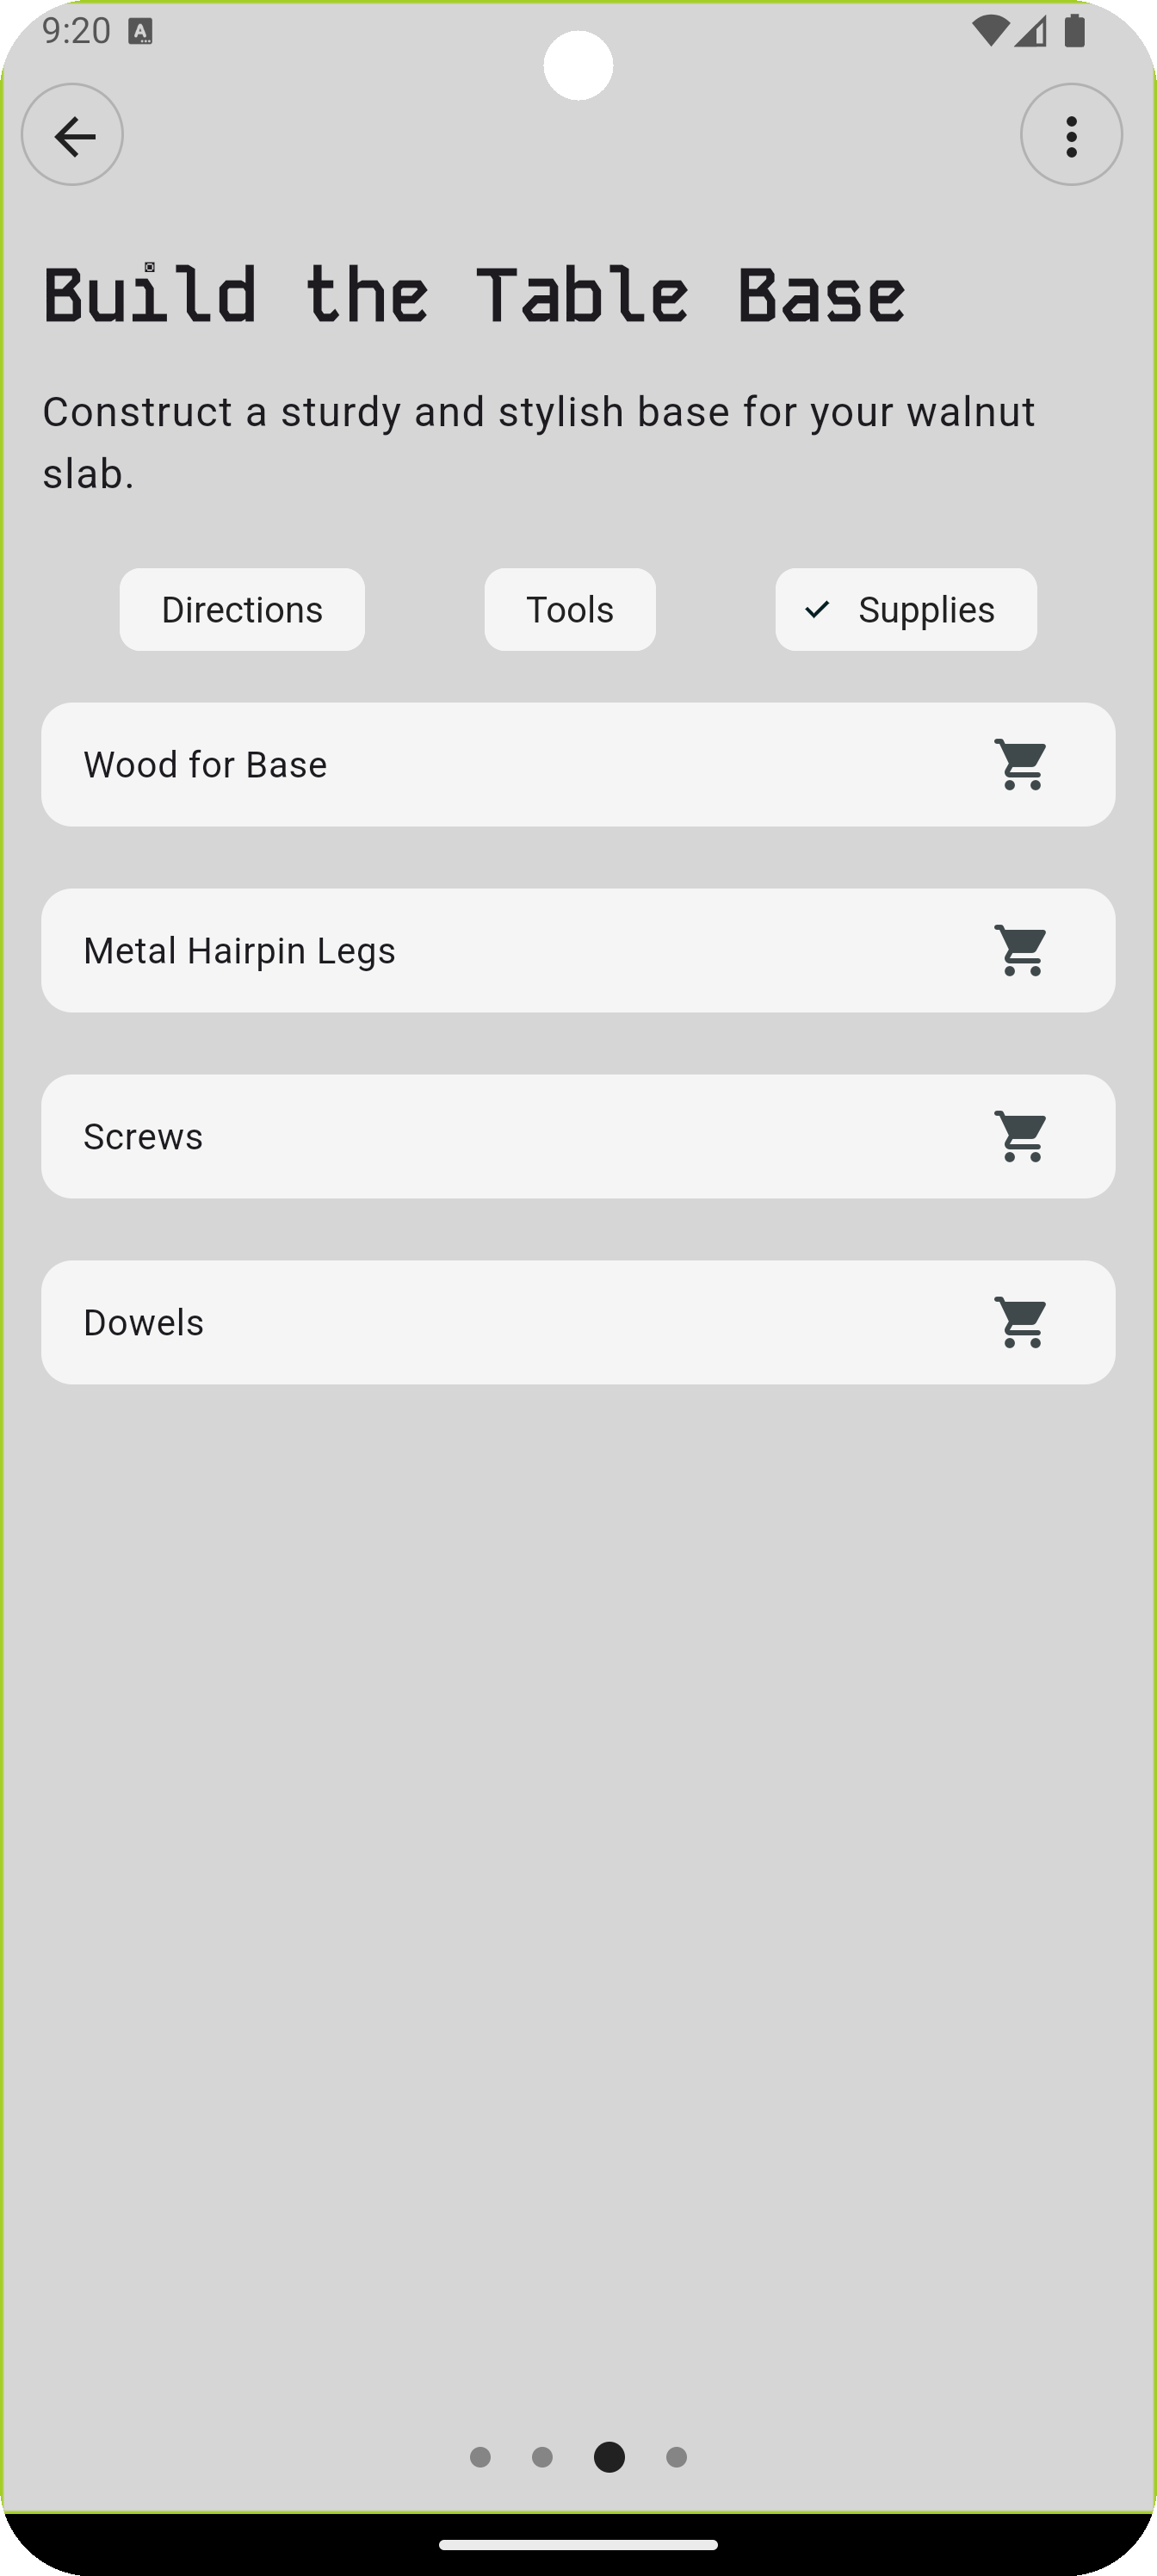 9:20
Build the Table Base
Construct a sturdy and stylish base for your walnut
slab.
Directions
Tools
Supplies
Wood for Base
Metal Hairpin Legs
Screws
Dowels